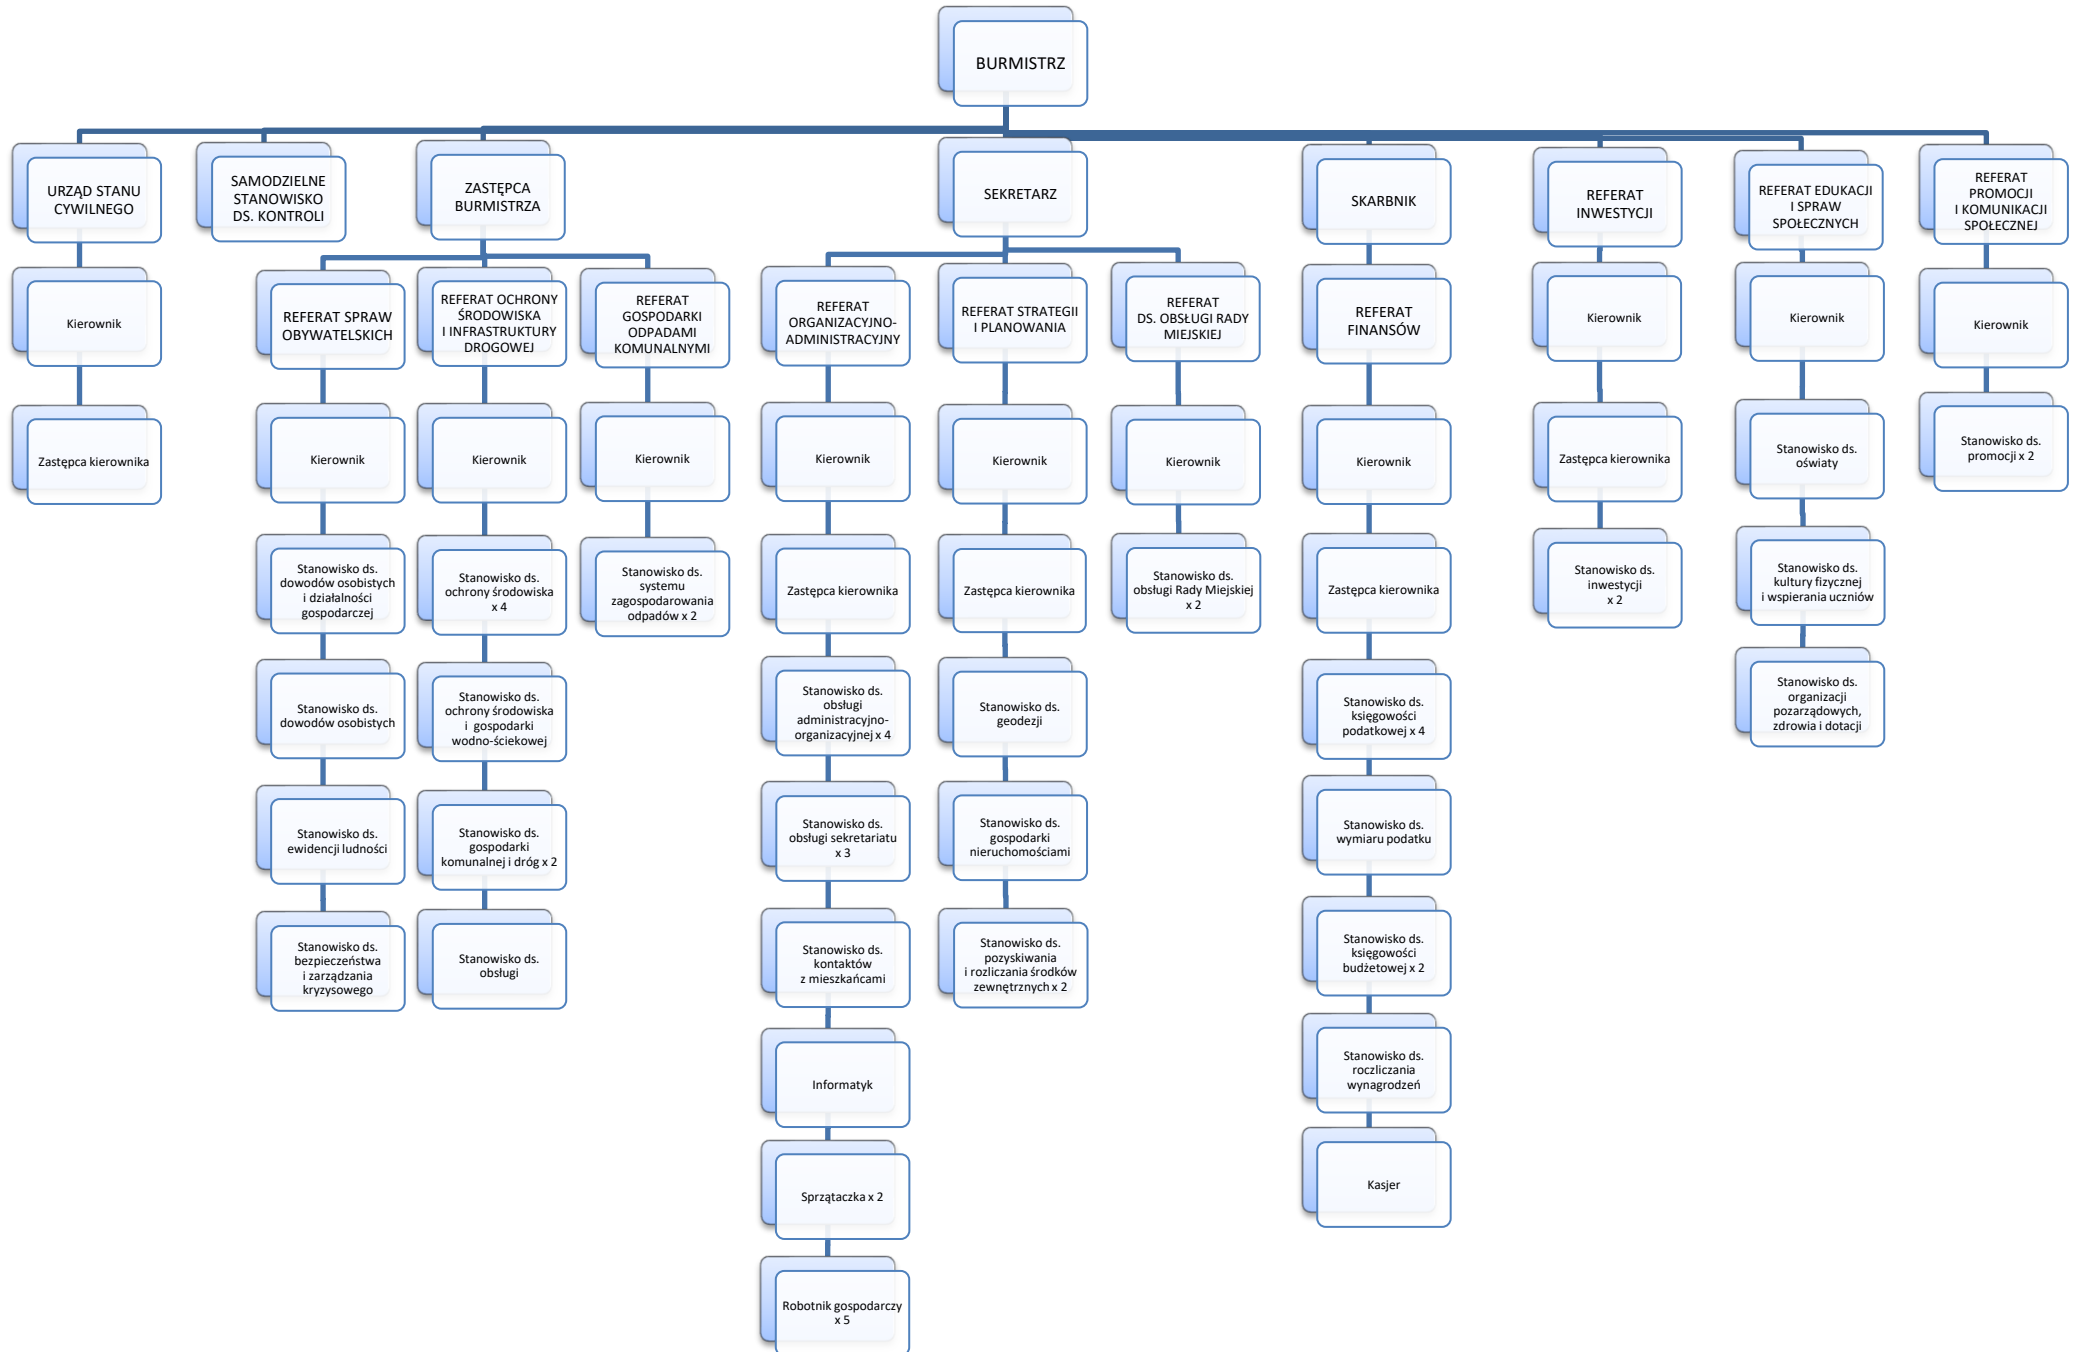 BURMISTRZ
URZĄD STANU
CYWILNEGO
SAMODZIELNE
STANOWISKO
DS. KONTROLI
ZASTĘPCA
BURMISTRZA
SEKRETARZ
SKARBNIK
REFERAT
INWESTYCJI
REFERAT EDUKACJI
I SPRAW
SPOŁECZNYCH
REFERAT
PROMOCJI
I KOMUNIKACJI
SPOŁECZNEJ
Kierownik
Zastępca kierownika
REFERAT SPRAW
OBYWATELSKICH
Kierownik
Stanowisko ds.
dowodów osobistych
i działalności
gospodarczej
Stanowisko ds.
dowodów osobistych
Stanowisko ds.
ewidencji ludności
Stanowisko ds.
bezpieczeństwa
i zarządzania
kryzysowego
REFERAT OCHRONY
ŚRODOWISKA
I INFRASTRUKTURY
DROGOWEJ
Kierownik
Stanowisko ds.
ochrony środowiska
x 4
Stanowisko ds.
ochrony środowiska
i gospodarki
wodno-ściekowej
Stanowisko ds.
gospodarki
komunalnej i dróg x 2
Stanowisko ds.
obsługi
REFERAT
GOSPODARKI
ODPADAMI
KOMUNALNYMI
Kierownik
Stanowisko ds.
systemu
zagospodarowania
odpadów x 2
REFERAT
ORGANIZACYJNO-
ADMINISTRACYJNY
Kierownik
Zastępca kierownika
Stanowisko ds.
obsługi
administracyjno-
organizacyjnej x 4
Stanowisko ds.
obsługi sekretariatu
x 3
Stanowisko ds.
kontaktów
z mieszkańcami
Informatyk
Sprzątaczka x 2
Robotnik gospodarczy
x 5
REFERAT STRATEGII
I PLANOWANIA
Kierownik
Zastępca kierownika
Stanowisko ds.
geodezji
Stanowisko ds.
gospodarki
nieruchomościami
Stanowisko ds.
pozyskiwania
i rozliczania środków
zewnętrznych x 2
REFERAT
DS. OBSŁUGI RADY
MIEJSKIEJ
Kierownik
Stanowisko ds.
obsługi Rady Miejskiej
x 2
REFERAT
FINANSÓW
Kierownik
Zastępca kierownika
Stanowisko ds.
księgowości
podatkowej x 4
Stanowisko ds.
wymiaru podatku
Stanowisko ds.
księgowości
budżetowej x 2
Stanowisko ds.
roczliczania
wynagrodzeń
Kasjer
Kierownik
Zastępca kierownika
Stanowisko ds.
inwestycji
x 2
Kierownik
Stanowisko ds.
oświaty
Stanowisko ds.
kultury fizycznej
i wspierania uczniów
Stanowisko ds.
organizacji
pozarządowych,
zdrowia i dotacji
Kierownik
Stanowisko ds.
promocji x 2